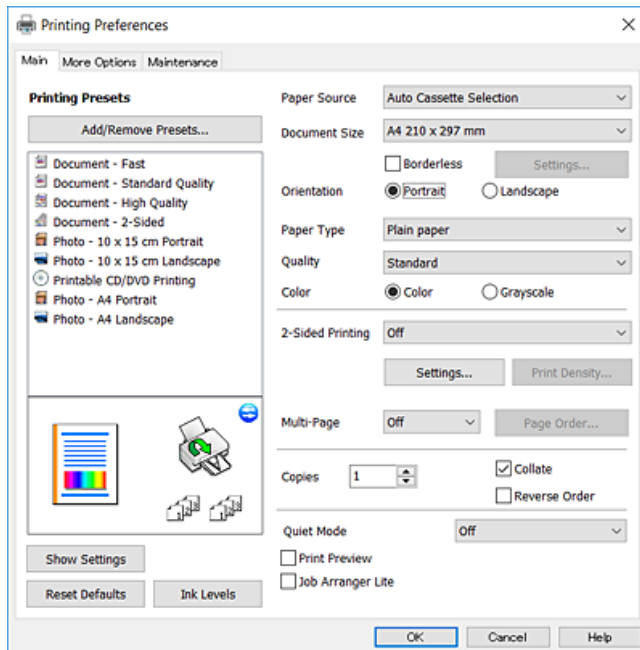 Printing Preferences
Main More Options Maintenance
Printing Presets
Add/Remove Presets...
Document - Fast
Document - Standard Quality
Document - High Quality
Document - 2-Sided
Photo - 10 x 15 cm Portrait
Photo - 10 x 15 cm Landscape
Printable CD/DVD Printing
Photo - A4 Portrait
Photo - A4 Landscape
Show Settings
Reset Defaults Ink Levels
Paper Source Auto Cassette Selection
Document Size A4 210 x 297 mm
Borderless Settings...
Orientation Portrait Landscape
Paper Type Plain paper
Quality Standard
Color Color Grayscale
2-Sided Printing Off
Settings... Print Density...
Multi-Page Off Page Order...
Copies 1 Collate
Reverse Order
Quiet Mode Off
Print Preview
Job Arranger Lite
OK Cancel Help